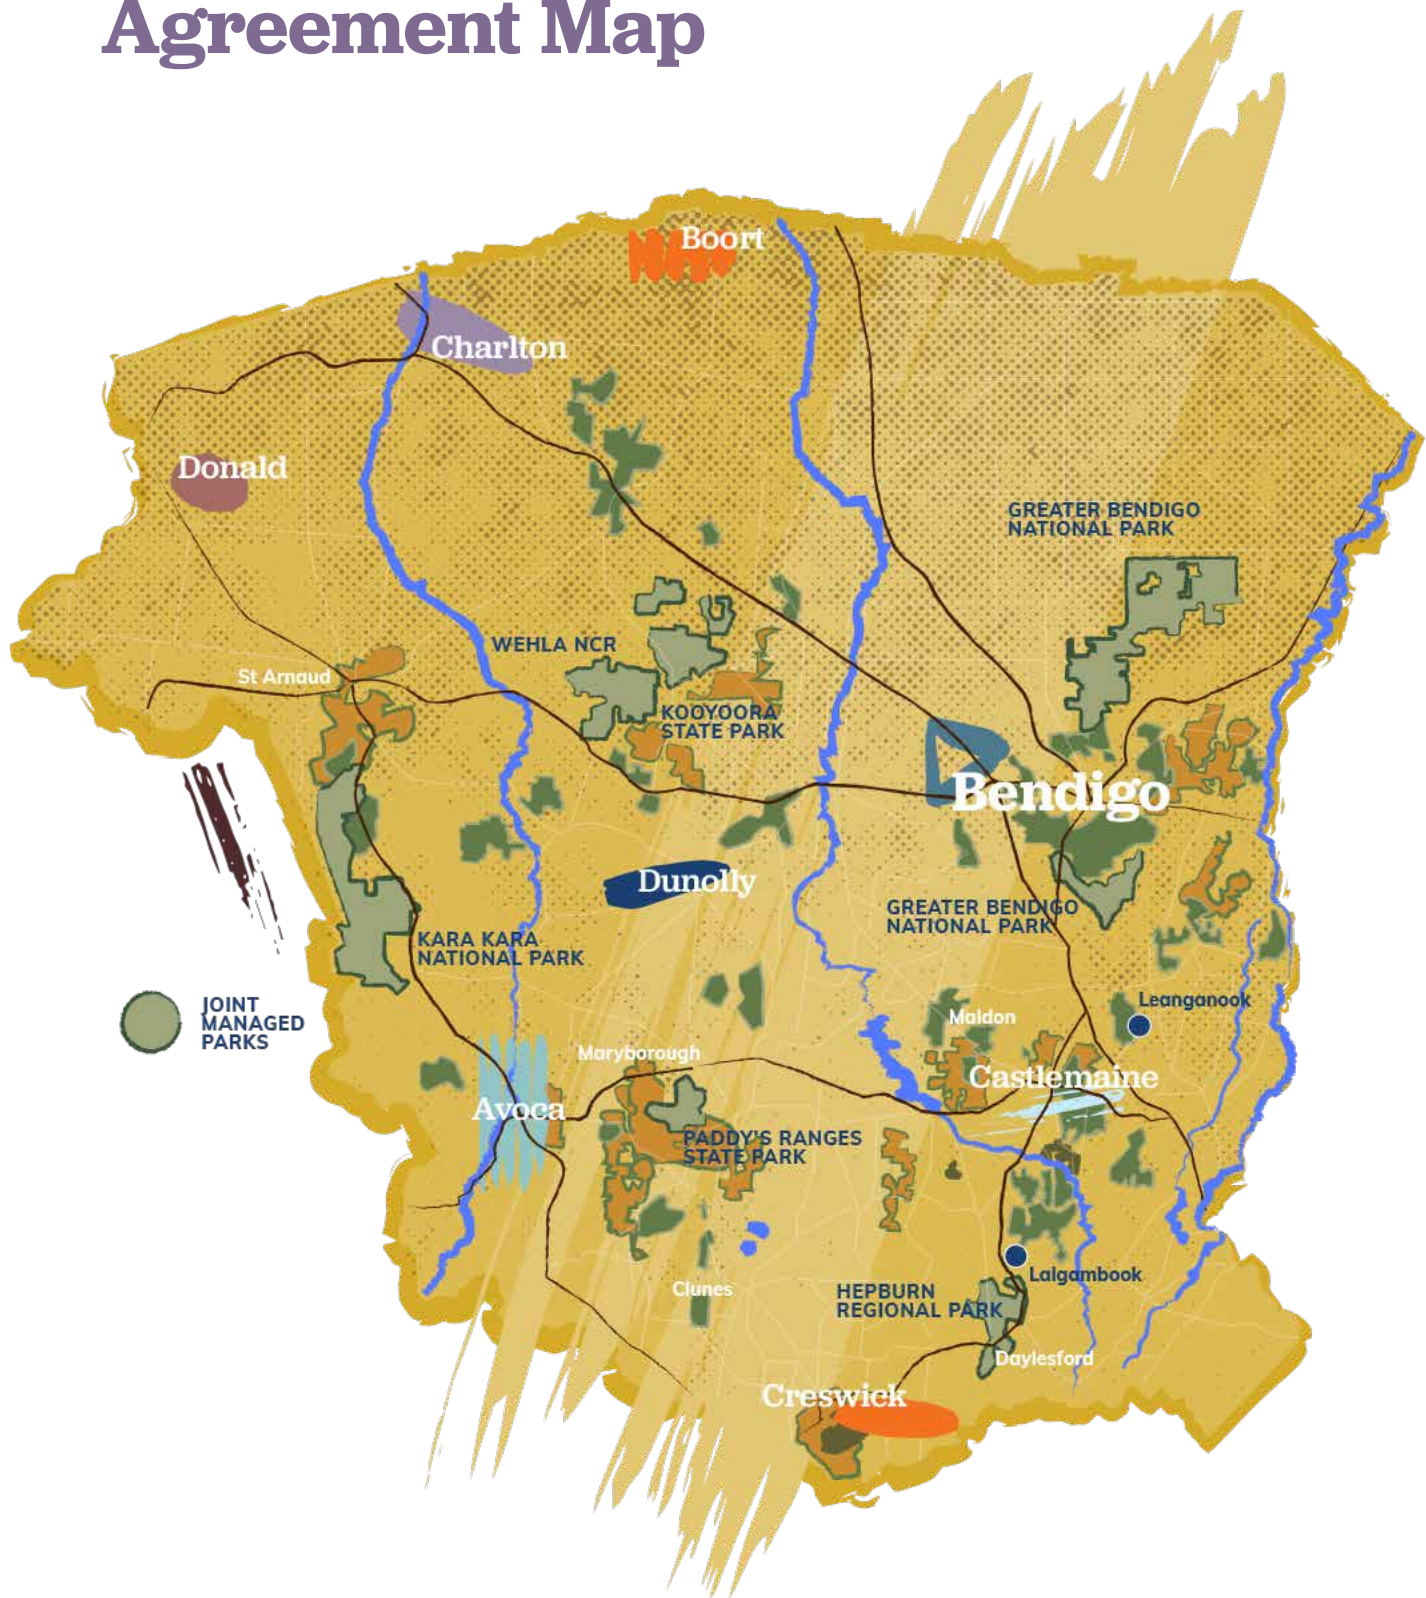 Agreement Map
Boort
Charlton
Donald
GREATER BENDIGO
NATIONAL PARK
WEHLA NCR
St Arnaud
KOOYOORA
STATE PARK
Bendigo
Dunolly
GREATER BENDIGO
NATIONAL PARK
KARA KARA
NATIONAL PARK
JOINT
MANAGED
PARKS
Leanganook
Maldon
Maryborough
Castlemaine
Avoca
PADDY'S RANGES
STATE PARK
Lalgambook
Clunes
HEPBURN
REGIONAL PARK
Daylesford
Creswick